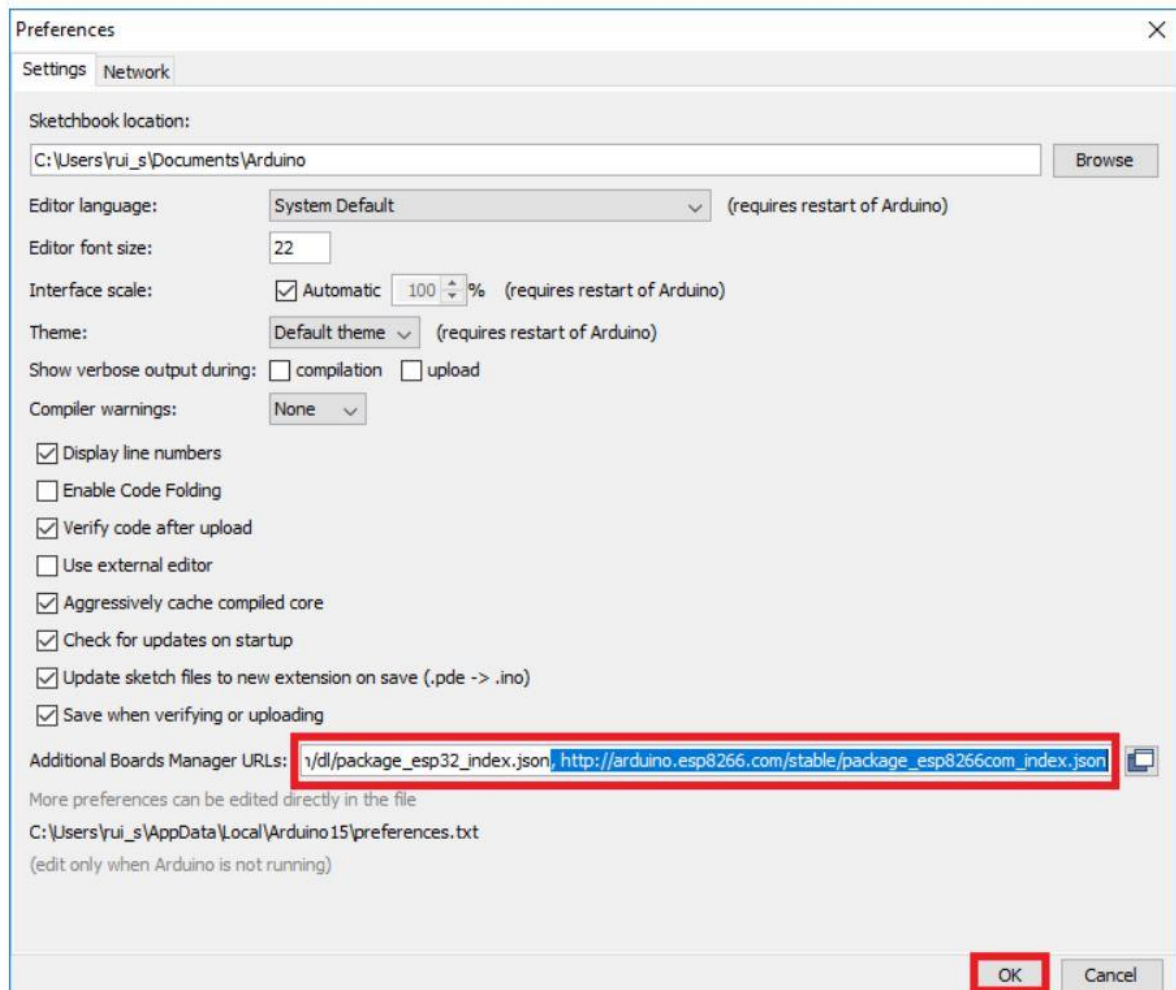 Preferences
Settings Network
Sketchbook location:
C:\Users\rui_s\Documents\Arduino Browse
Editor language: System Default (requires restart of Arduino)
Editor font size: 22
Interface scale: Automatic 100 % (requires restart of Arduino)
Theme: Default theme (requires restart of Arduino)
Show verbose output during: compilation upload
Compiler warnings: None
Display line numbers
Enable Code Folding
Verify code after upload
Use external editor
Aggressively cache compiled core
Check for updates on startup
Update sketch files to new extension on save (.pde -> .ino)
Save when verifying or uploading
Additional Boards Manager URLs: /dl/package_esp32_index.json, http://arduino.esp8266.com/stable/package_esp8266com_index.json
More preferences can be edited directly in the file
C:\Users\rui_s\AppData\Local\Arduino15\preferences.txt
(edit only when Arduino is not running)
OK Cancel